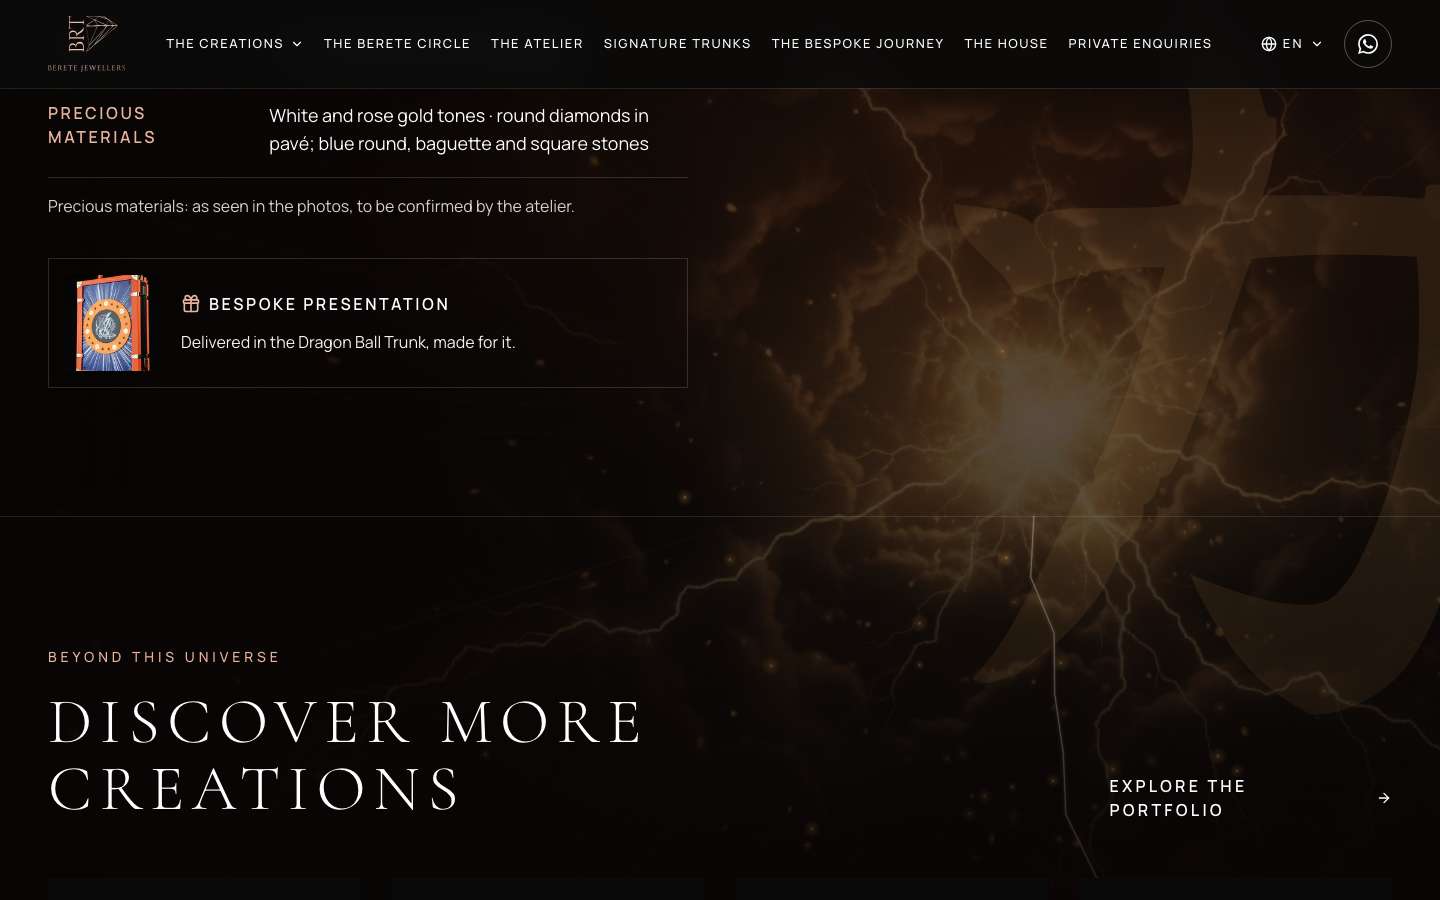 BRT
BERETE JEWELLERS
THE CREATIONS
THE BERETE CIRCLE
THE ATELIER
SIGNATURE TRUNKS
THE BESPOKE JOURNEY
THE HOUSE
PRIVATE ENQUIRIES
EN
PRECIOUS
MATERIALS
White and rose gold tones · round diamonds in
pavé; blue round, baguette and square stones
Precious materials: as seen in the photos, to be confirmed by the atelier.
BESPOKE PRESENTATION
Delivered in the Dragon Ball Trunk, made for it.
BEYOND THIS UNIVERSE
DISCOVER MORE
CREATIONS
EXPLORE THE
PORTFOLIO